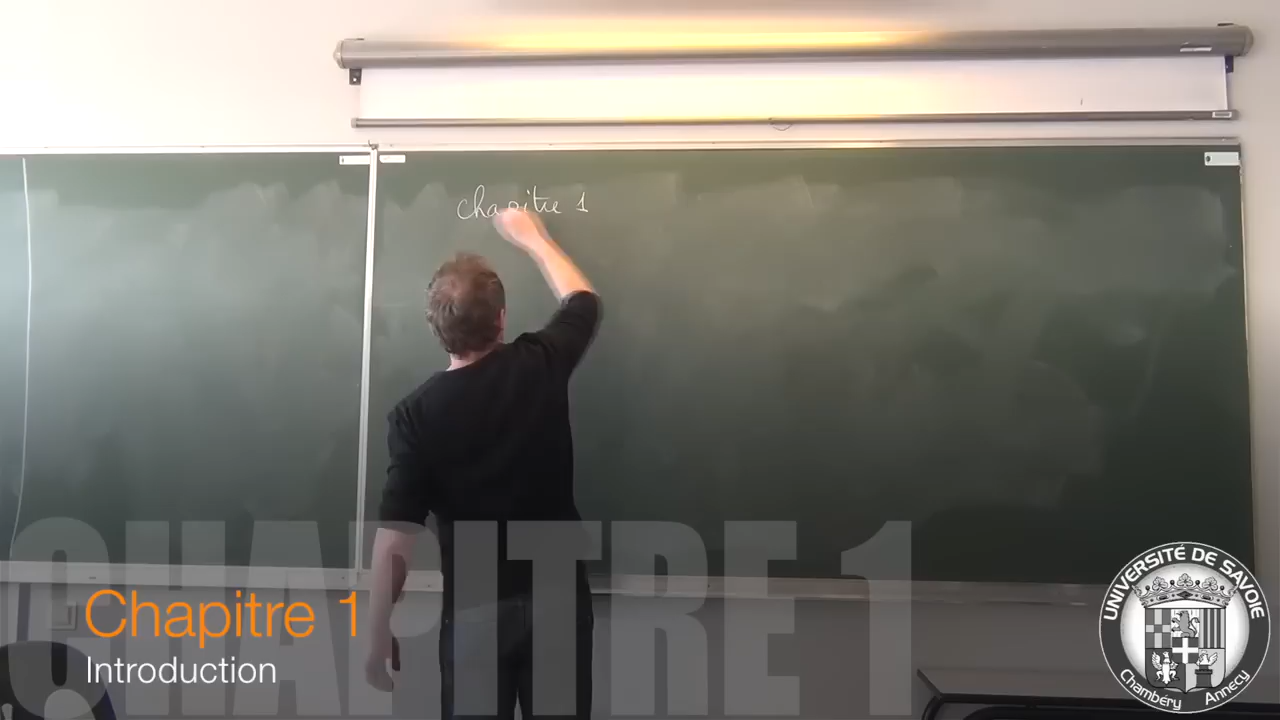 chapitre 1
CHAPITRE 1
Chapitre 1
Introduction
UNIVERSITÉ DE SAVOIE
Chambéry Annecy